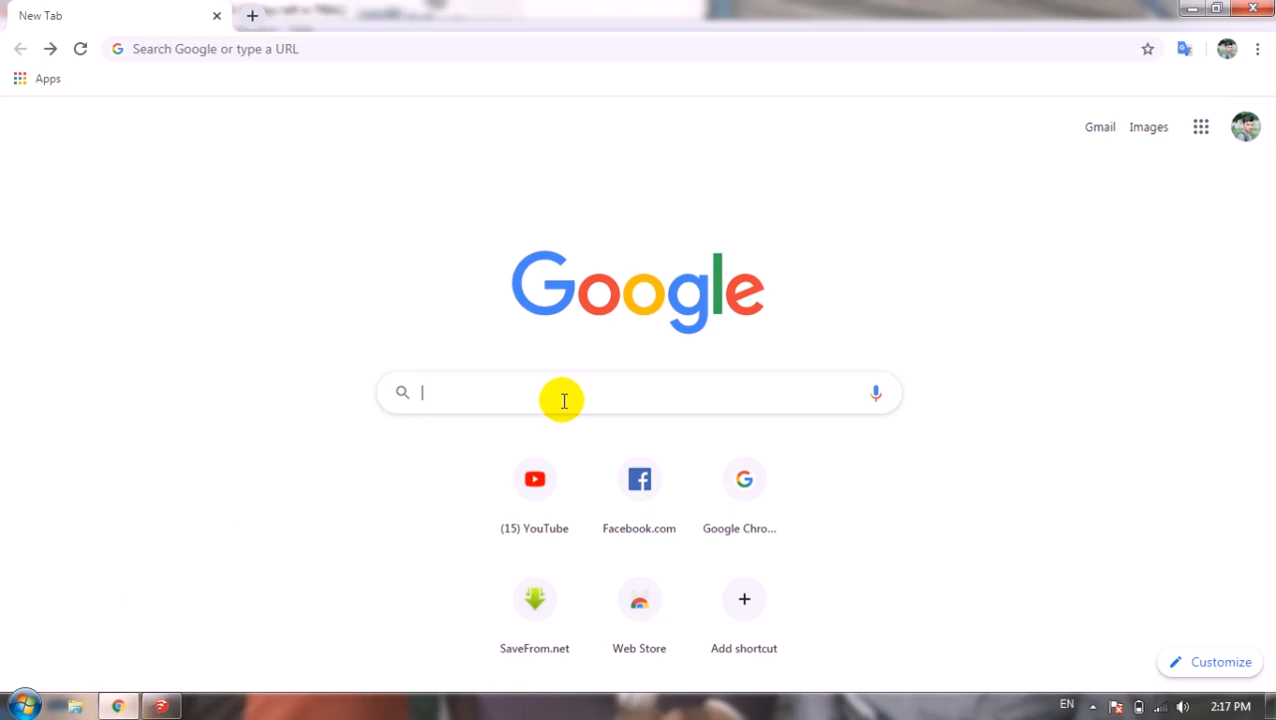 New Tab
Search Google or type a URL
Apps
Gmail Images
Google
(15) YouTube Facebook.com Google Chro...
SaveFrom.net Web Store Add shortcut
Customize
EN 2:17 PM